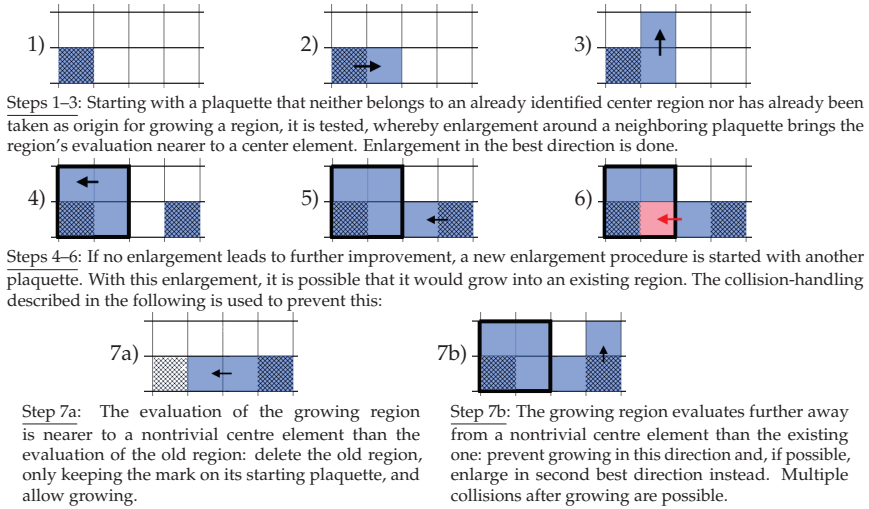 1)
2)
3)
Steps 1–3: Starting with a plaquette that neither belongs to an already identified center region nor has already been
taken as origin for growing a region, it is tested, whereby enlargement around a neighboring plaquette brings the
region's evaluation nearer to a center element. Enlargement in the best direction is done.
4)
5)
6)
Steps 4–6: If no enlargement leads to further improvement, a new enlargement procedure is started with another
plaquette. With this enlargement, it is possible that it would grow into an existing region. The collision-handling
described in the following is used to prevent this:
7a)
7b)
Step 7a: The evaluation of the growing region
is nearer to a nontrivial centre element than the
evaluation of the old region: delete the old region,
only keeping the mark on its starting plaquette, and
allow growing.
Step 7b: The growing region evaluates further away
from a nontrivial centre element than the existing
one: prevent growing in this direction and, if possible,
enlarge in second best direction instead. Multiple
collisions after growing are possible.